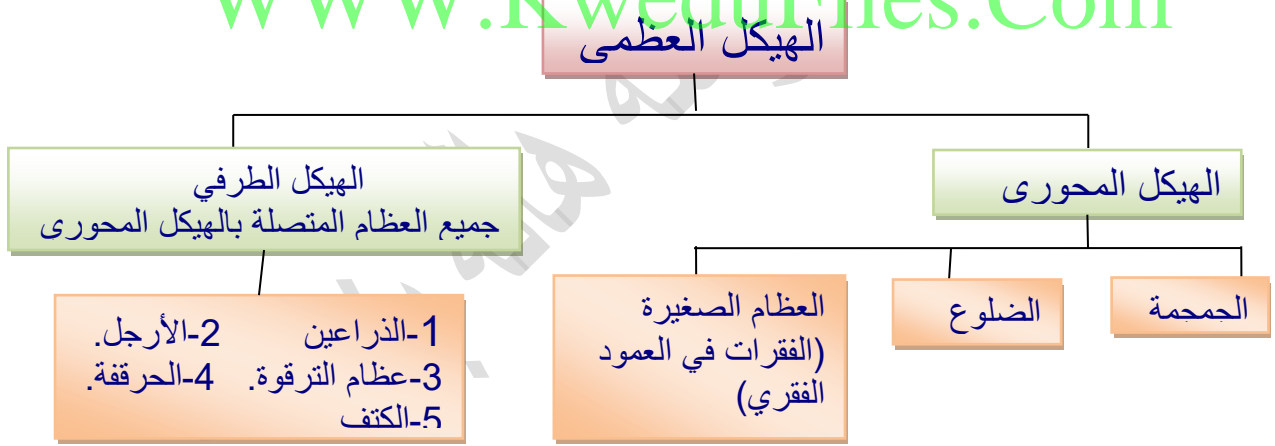 WWW.KweduFiles.Com
الهيكل العظمى
الهيكل المحورى
الهيكل الطرفي
جميع العظام المتصلة بالهيكل المحورى
الجمجمة
الضلوع
العظام الصغيرة
(الفقرات في العمود
الفقري)
1-الذراعين 2-الأرجل.
3-عظام الترقوة. 4-الحرقفة.
5-الكتف